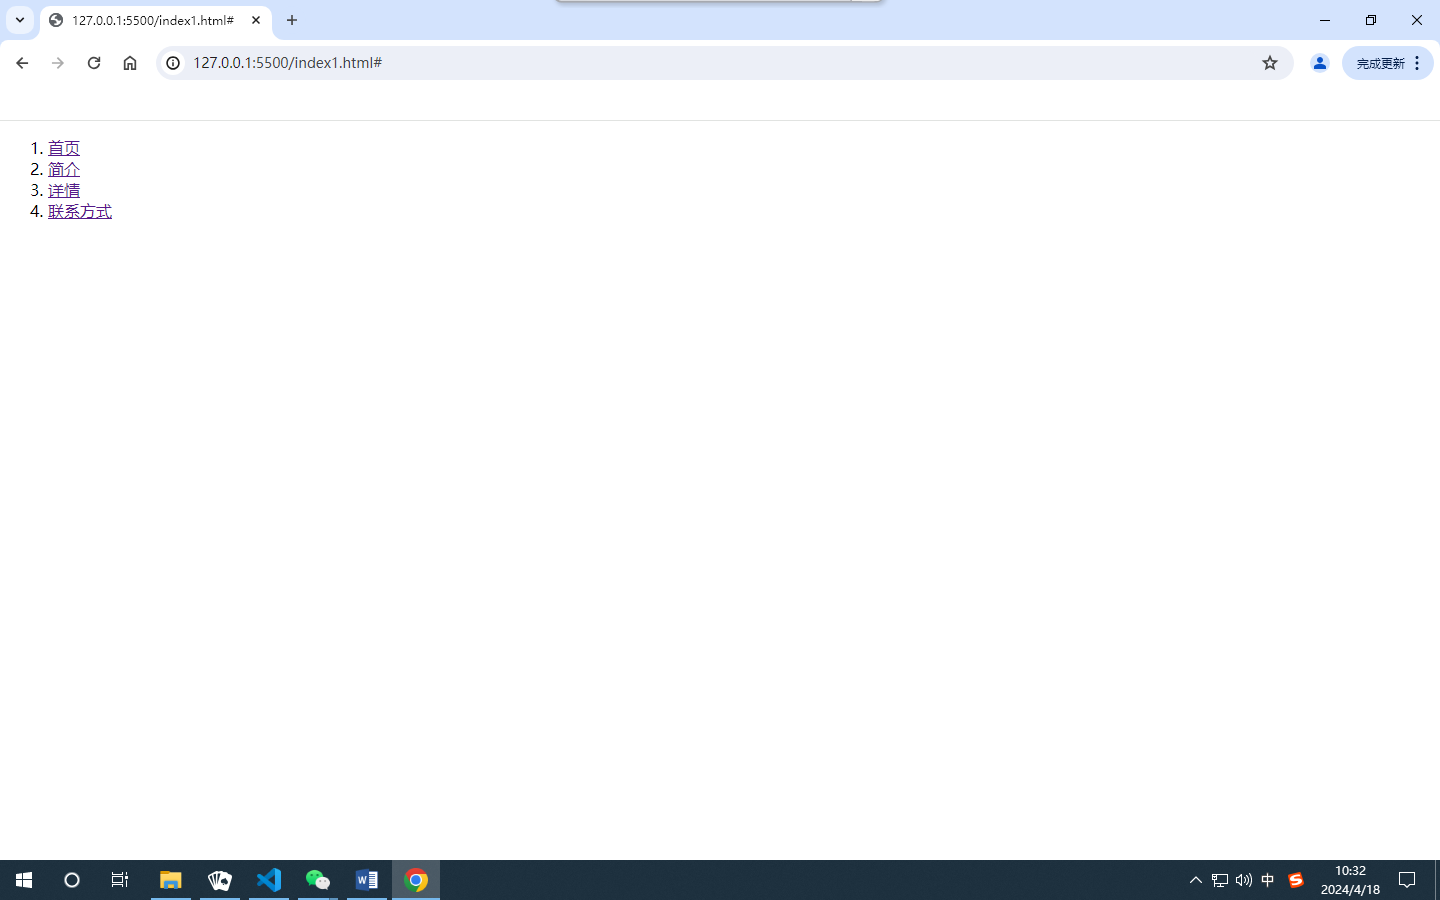 127.0.0.1:5500/index1.html#
127.0.0.1:5500/index1.html#
完成更新
1. 首页
2. 简介
3. 详情
4. 联系方式
中
10:32
2024/4/18